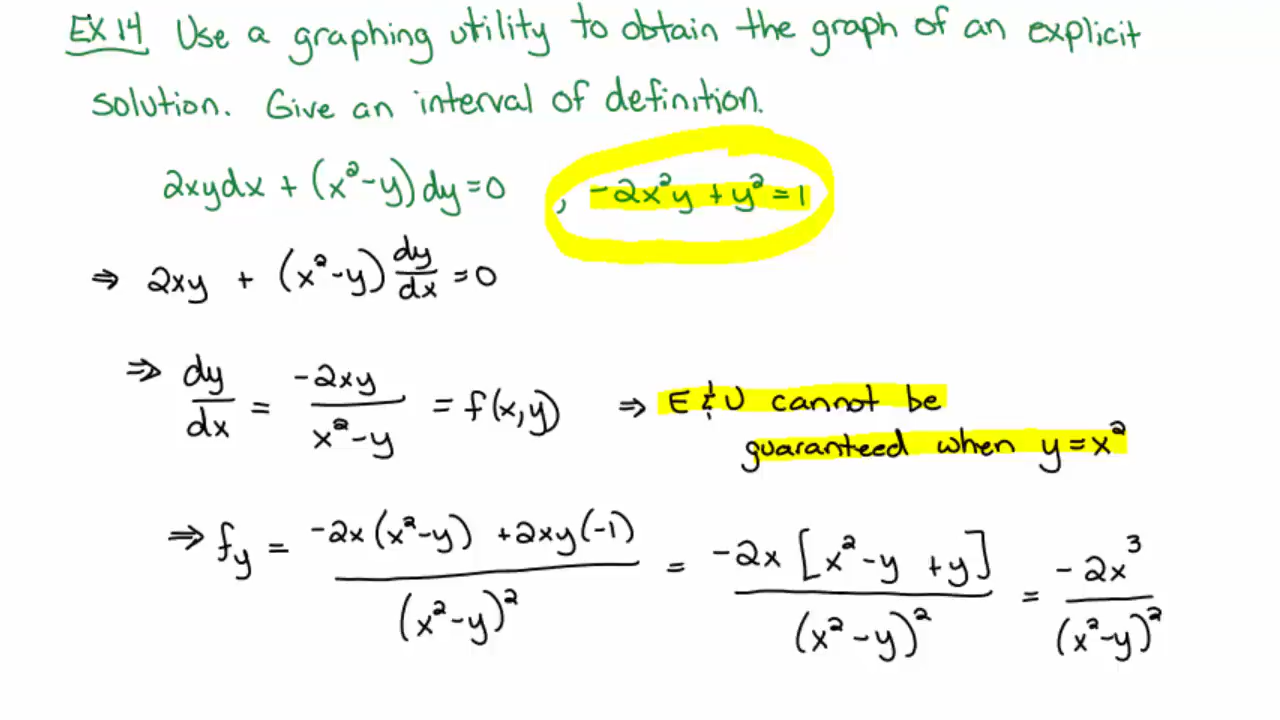 EX 14 Use a graphing utility to obtain the graph of an explicit
solution. Give an interval of definition.
2xydx + (x²-y)dy=0 , -2x²y + y² = 1
⇒ 2xy + (x²-y) dy/dx = 0
⇒ dy/dx = -2xy/(x²-y) = f(x,y) ⇒ E & U cannot be
guaranteed when y = x²
⇒ f_y = (-2x(x²-y) +2xy(-1))/(x²-y)² = (-2x[x²-y +y])/(x²-y)² = -2x³/(x²-y)²